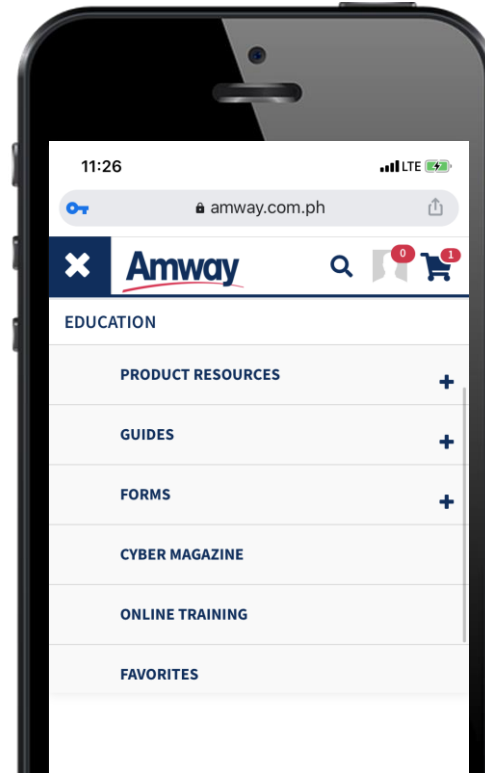 11:26 LTE
amway.com.ph
Amway 0 1
EDUCATION
PRODUCT RESOURCES
GUIDES
FORMS
CYBER MAGAZINE
ONLINE TRAINING
FAVORITES